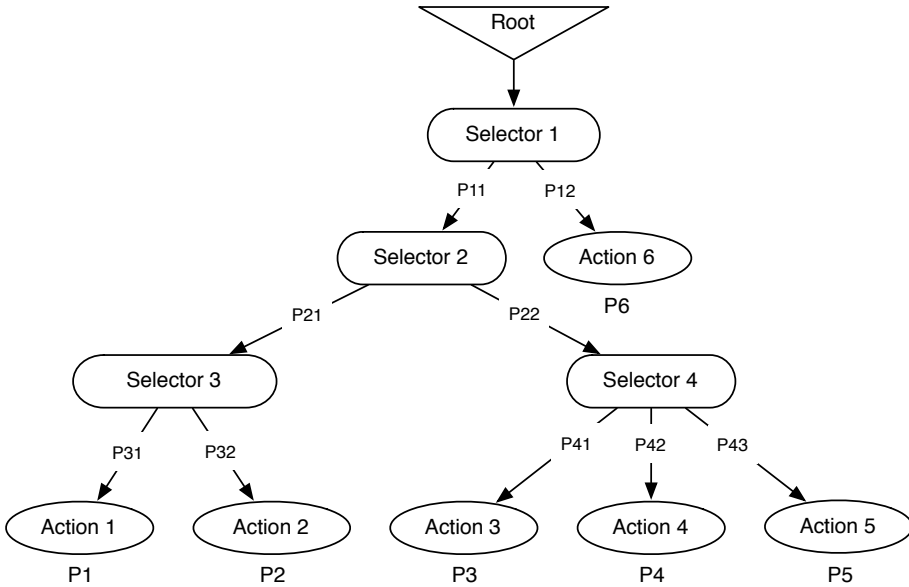 Root
Selector 1
P11 P12
Selector 2 Action 6
P6
P21 P22
Selector 3 Selector 4
P31 P32 P41 P42 P43
Action 1 Action 2 Action 3 Action 4 Action 5
P1 P2 P3 P4 P5